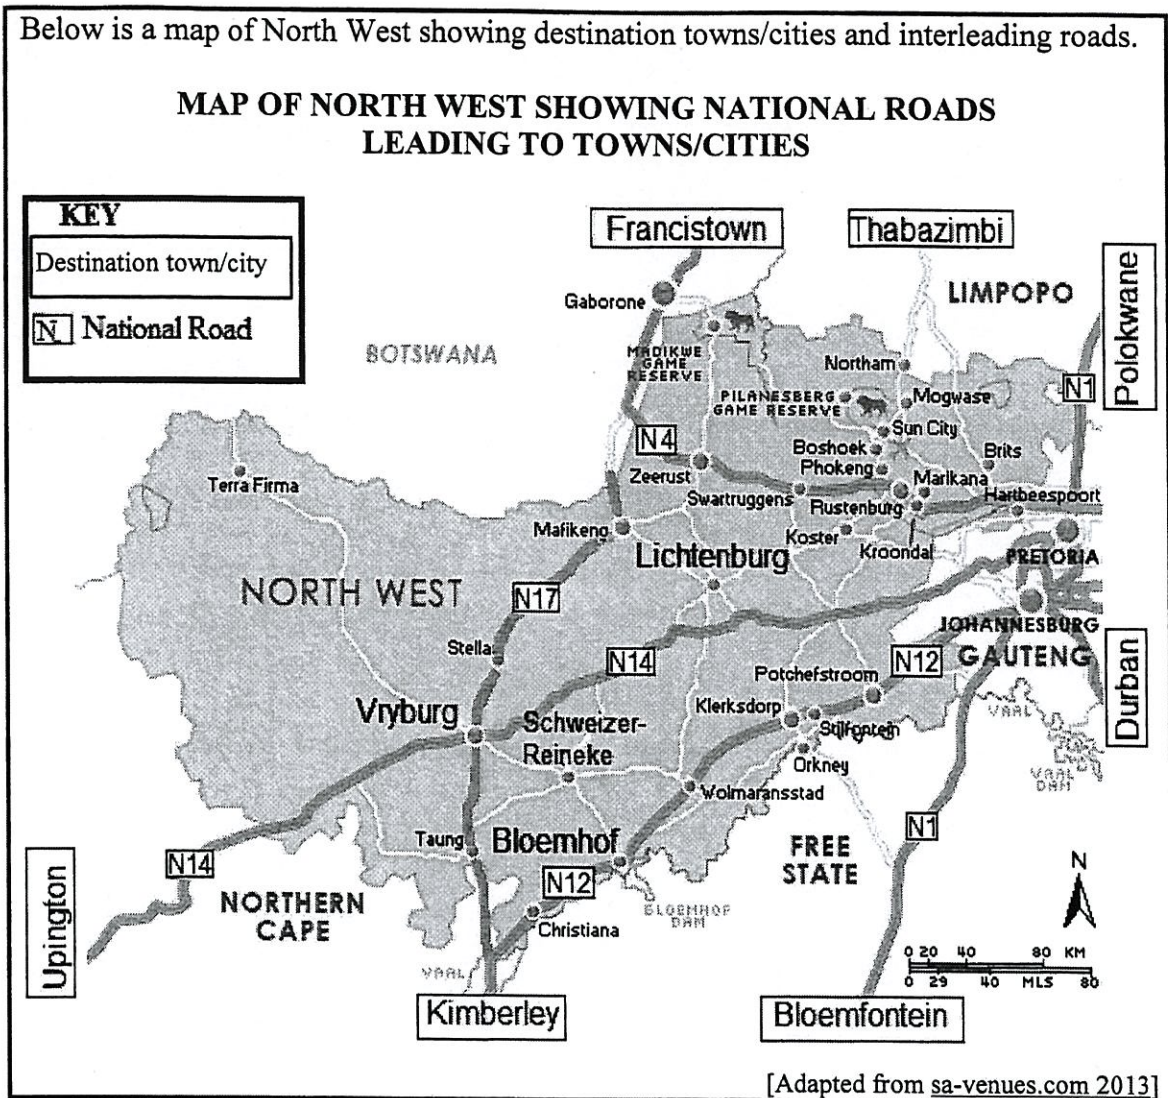 Below is a map of North West showing destination towns/cities and interleading roads.
MAP OF NORTH WEST SHOWING NATIONAL ROADS
LEADING TO TOWNS/CITIES
KEY
Destination town/city
N National Road
Francistown
Thabazimbi
Polokwane
LIMPOPO
Gaborone
BOTSWANA
MADIKWE
GAME
RESERVE
Northam
N1
PILANESBERG
GAME RESERVE
Mogwase
Sun City
N4
Boshoek
Phokeng
Brits
Zeerust
Marikana
Terra Firma
Swartruggens
Rustenburg
Hartbeespoort
Mafikeng
Koster
Kroondal
Lichtenburg
PRETORIA
NORTH WEST
N17
JOHANNESBURG
GAUTENG
Stella
N14
N12
Potchefstroom
Durban
Vryburg
Schweizer-
Reineke
Klerksdorp
Stilfontein
VAAL
Orkney
VAAL
DAM
Wolmaransstad
Taung
Bloemhof
N1
FREE
STATE
N14
N12
N
Upington
NORTHERN
CAPE
BLOEMHOF
DAM
Christiana
0 20 40 80 KM
0 29 40 MLS 80
VAAL
Kimberley
Bloemfontein
[Adapted from sa-venues.com 2013]